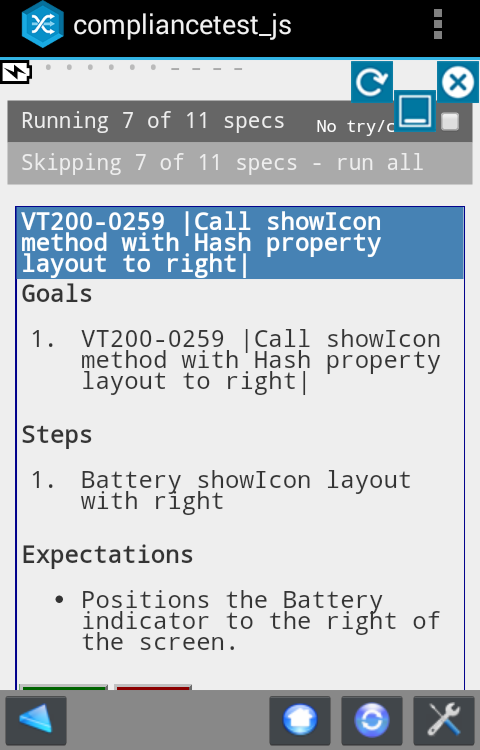 compliancetest_js
Running 7 of 11 specs
No try/c
Skipping 7 of 11 specs - run all
VT200-0259 |Call showIcon
method with Hash property
layout to right|
Goals
1. VT200-0259 |Call showIcon
method with Hash property
layout to right|
Steps
1. Battery showIcon layout
with right
Expectations
• Positions the Battery
indicator to the right of
the screen.